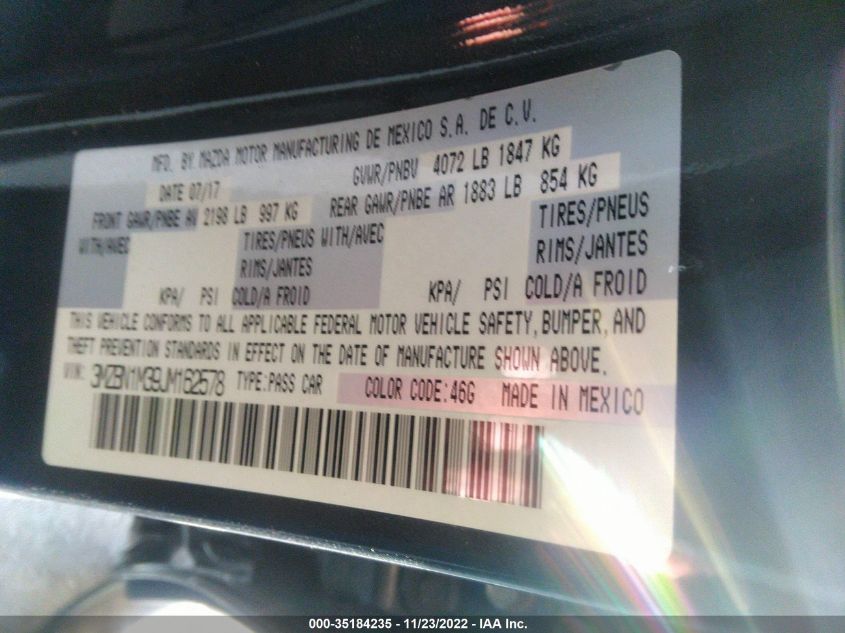 MFD. BY MAZDA MOTOR MANUFACTURING DE MEXICO S.A. DE C.V.
DATE 07/17 GVWR/PNBV 4072 LB 1847 KG
FRONT GAWR/PNBE AV 2198 LB 997 KG REAR GAWR/PNBE AR 1883 LB 854 KG
WITH/AVEC TIRES/PNEUS WITH/AVEC TIRES/PNEUS
RIMS/JANTES RIMS/JANTES
KPA/ PSI COLD/A FROID KPA/ PSI COLD/A FROID
THIS VEHICLE CONFORMS TO ALL APPLICABLE FEDERAL MOTOR VEHICLE SAFETY, BUMPER, AND
THEFT PREVENTION STANDARDS IN EFFECT ON THE DATE OF MANUFACTURE SHOWN ABOVE.
VIN: 3MZBN1M39JM162578 TYPE:PASS CAR COLOR CODE:46G MADE IN MEXICO
000-35184235 - 11/23/2022 - IAA Inc.